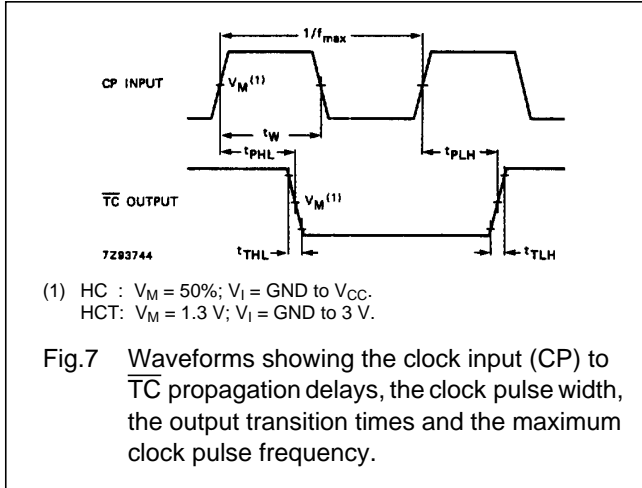 1/fmax
CP INPUT
VM(1)
tW
tPHL
tPLH
TC OUTPUT
VM(1)
7Z93744
tTHL
tTLH
(1) HC : VM = 50%; VI = GND to VCC.
HCT: VM = 1.3 V; VI = GND to 3 V.
Fig.7 Waveforms showing the clock input (CP) to
TC propagation delays, the clock pulse width,
the output transition times and the maximum
clock pulse frequency.